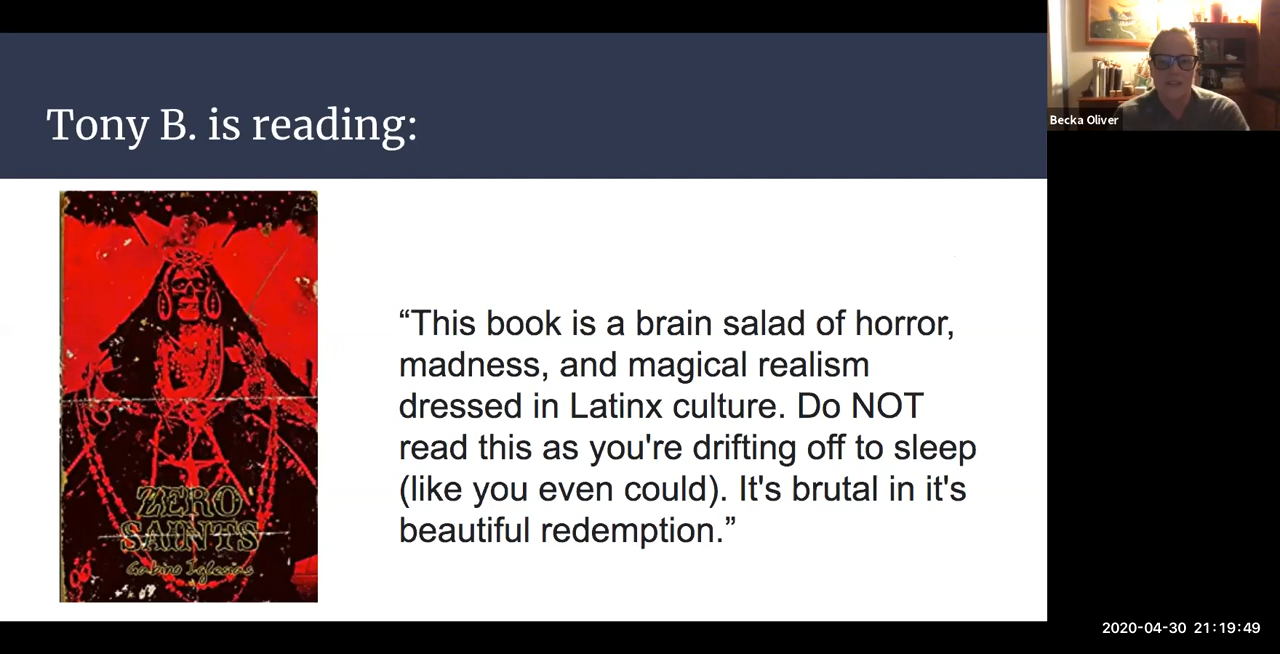 Tony B. is reading:
Becka Oliver
“This book is a brain salad of horror,
madness, and magical realism
dressed in Latinx culture. Do NOT
read this as you're drifting off to sleep
(like you even could). It's brutal in it's
beautiful redemption.”
ZERO
SAINTS
Gabino Iglesias
2020-04-30 21:19:49